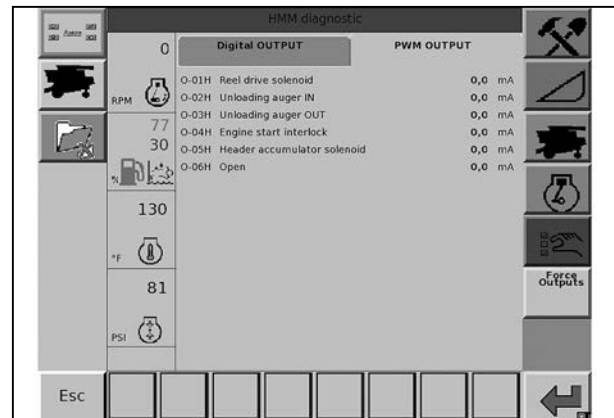 HMM diagnostic
Digital OUTPUT
PWM OUTPUT
0
RPM
77
30
%
130
°F
81
PSI
O-01H Reel drive solenoid 0,0 mA
O-02H Unloading auger IN 0,0 mA
O-03H Unloading auger OUT 0,0 mA
O-04H Engine start interlock 0,0 mA
O-05H Header accumulator solenoid 0,0 mA
O-06H Open 0,0 mA
Force
Outputs
Esc